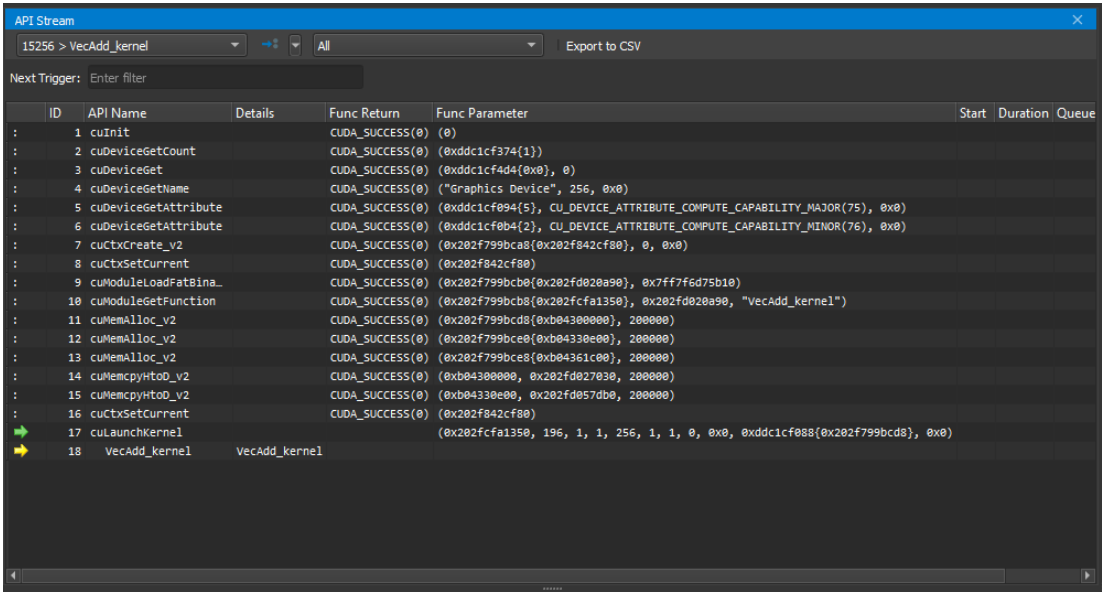 API Stream
15256 > VecAdd_kernel All Export to CSV
Next Trigger: Enter filter
ID API Name Details Func Return Func Parameter Start Duration Queue
1 cuInit CUDA_SUCCESS(0) (0)
2 cuDeviceGetCount CUDA_SUCCESS(0) (0xddc1cf374{1})
3 cuDeviceGet CUDA_SUCCESS(0) (0xddc1cf4d4{0x0}, 0)
4 cuDeviceGetName CUDA_SUCCESS(0) ("Graphics Device", 256, 0x0)
5 cuDeviceGetAttribute CUDA_SUCCESS(0) (0xddc1cf094{5}, CU_DEVICE_ATTRIBUTE_COMPUTE_CAPABILITY_MAJOR(75), 0x0)
6 cuDeviceGetAttribute CUDA_SUCCESS(0) (0xddc1cf0b4{2}, CU_DEVICE_ATTRIBUTE_COMPUTE_CAPABILITY_MINOR(76), 0x0)
7 cuCtxCreate_v2 CUDA_SUCCESS(0) (0x202f799bca8{0x202f842cf80}, 0, 0x0)
8 cuCtxSetCurrent CUDA_SUCCESS(0) (0x202f842cf80)
9 cuModuleLoadFatBina… CUDA_SUCCESS(0) (0x202f799bcb0{0x202fd020a90}, 0x7ff7f6d75b10)
10 cuModuleGetFunction CUDA_SUCCESS(0) (0x202f799bcb8{0x202fcfa1350}, 0x202fd020a90, "VecAdd_kernel")
11 cuMemAlloc_v2 CUDA_SUCCESS(0) (0x202f799bcd8{0xb04300000}, 200000)
12 cuMemAlloc_v2 CUDA_SUCCESS(0) (0x202f799bce0{0xb04330e00}, 200000)
13 cuMemAlloc_v2 CUDA_SUCCESS(0) (0x202f799bce8{0xb04361c00}, 200000)
14 cuMemcpyHtoD_v2 CUDA_SUCCESS(0) (0xb04300000, 0x202fd027030, 200000)
15 cuMemcpyHtoD_v2 CUDA_SUCCESS(0) (0xb04330e00, 0x202fd057db0, 200000)
16 cuCtxSetCurrent CUDA_SUCCESS(0) (0x202f842cf80)
17 cuLaunchKernel (0x202fcfa1350, 196, 1, 1, 256, 1, 1, 0, 0x0, 0xddc1cf088{0x202f799bcd8}, 0x0)
18 VecAdd_kernel VecAdd_kernel